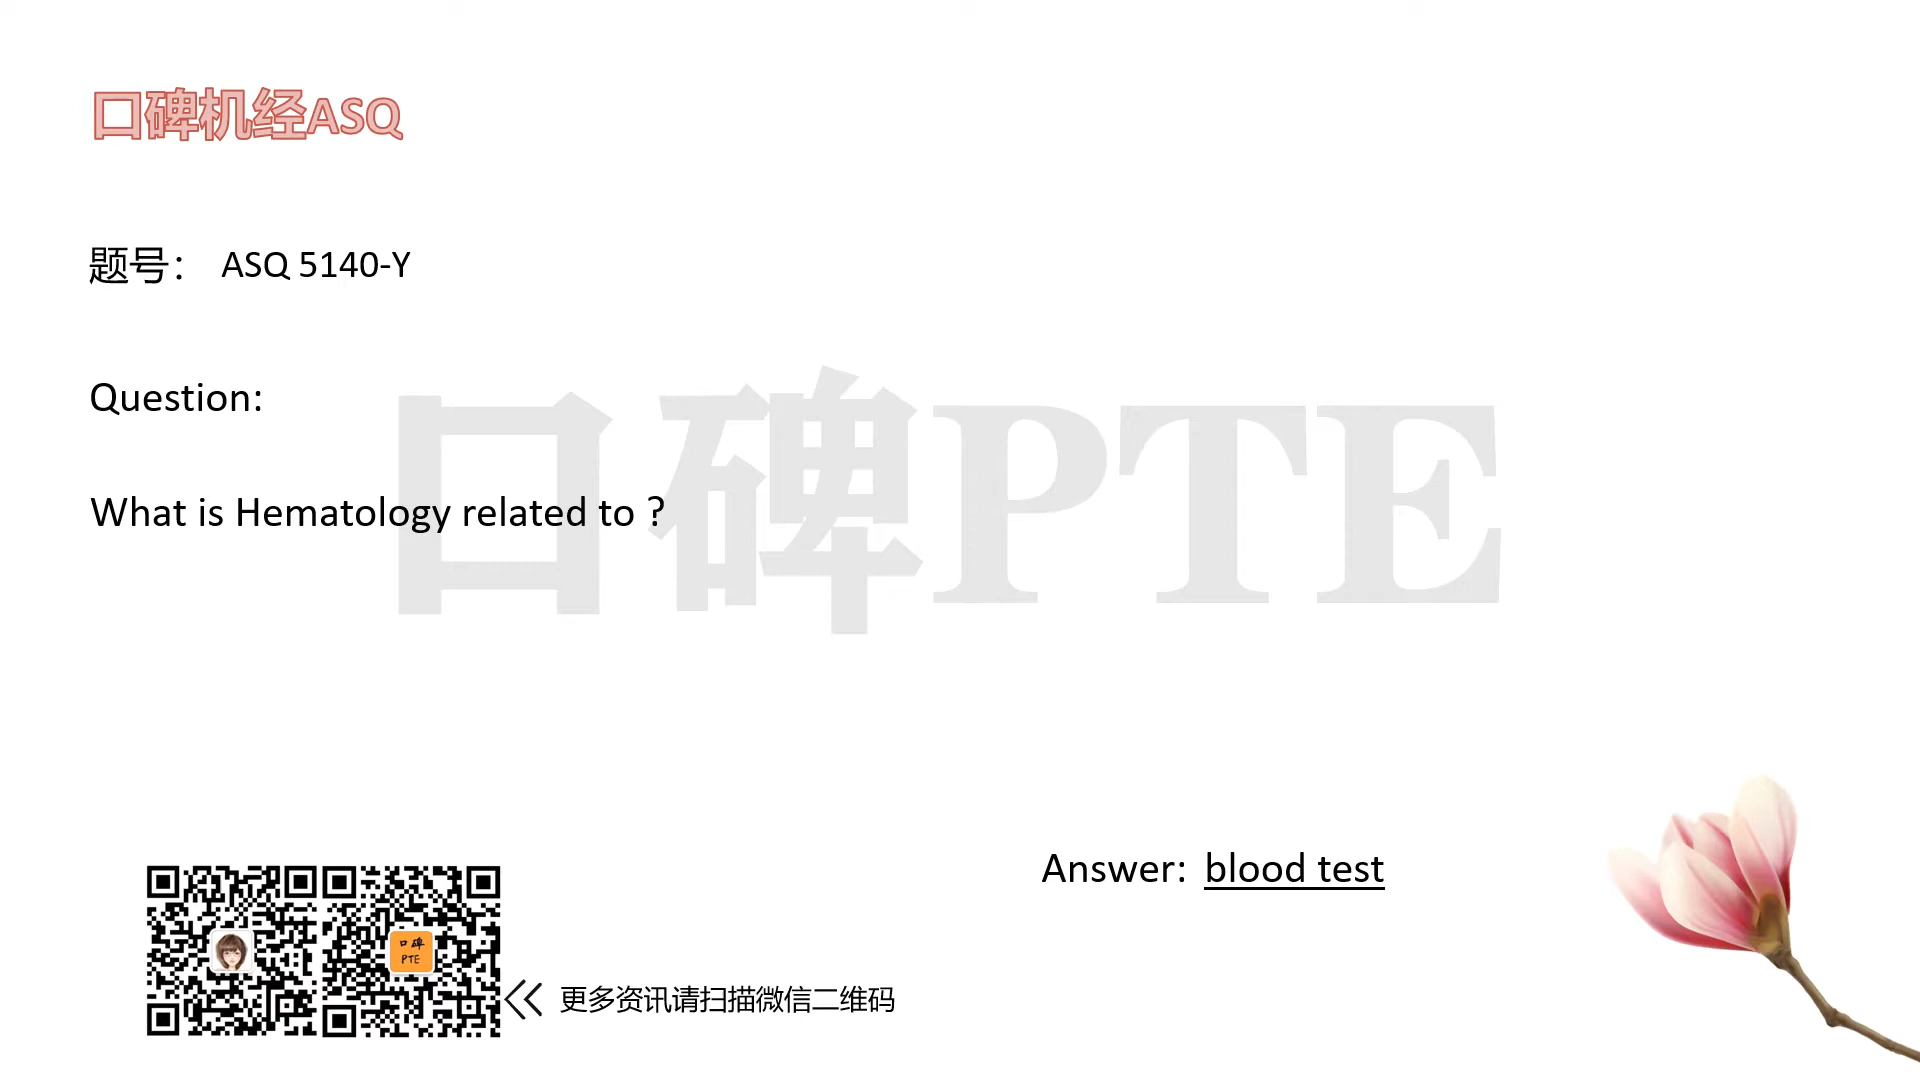 口碑机经ASQ
题号： ASQ 5140-Y
Question:
口碑PTE
What is Hematology related to ?
Answer: blood test
口碑
PTE
更多资讯请扫描微信二维码